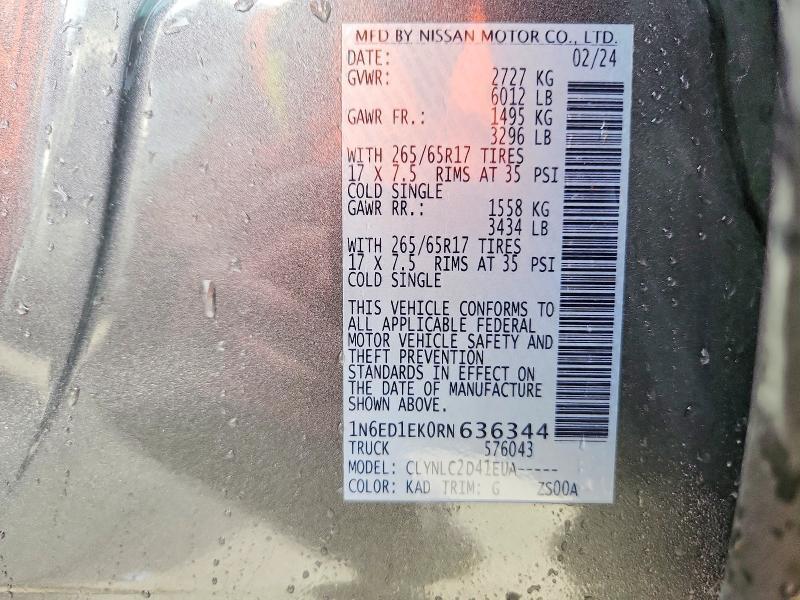 MFD BY NISSAN MOTOR CO., LTD.
DATE: 02/24
GVWR: 2727 KG
6012 LB
GAWR FR.: 1495 KG
3296 LB
WITH 265/65R17 TIRES
17 X 7.5 RIMS AT 35 PSI
COLD SINGLE
GAWR RR.: 1558 KG
3434 LB
WITH 265/65R17 TIRES
17 X 7.5 RIMS AT 35 PSI
COLD SINGLE
THIS VEHICLE CONFORMS TO
ALL APPLICABLE FEDERAL
MOTOR VEHICLE SAFETY AND
THEFT PREVENTION
STANDARDS IN EFFECT ON
THE DATE OF MANUFACTURE
SHOWN ABOVE.
1N6ED1EK0RN636344
TRUCK 576043
MODEL: CLYNLC2D41EUA-----
COLOR: KAD TRIM: G ZS00A